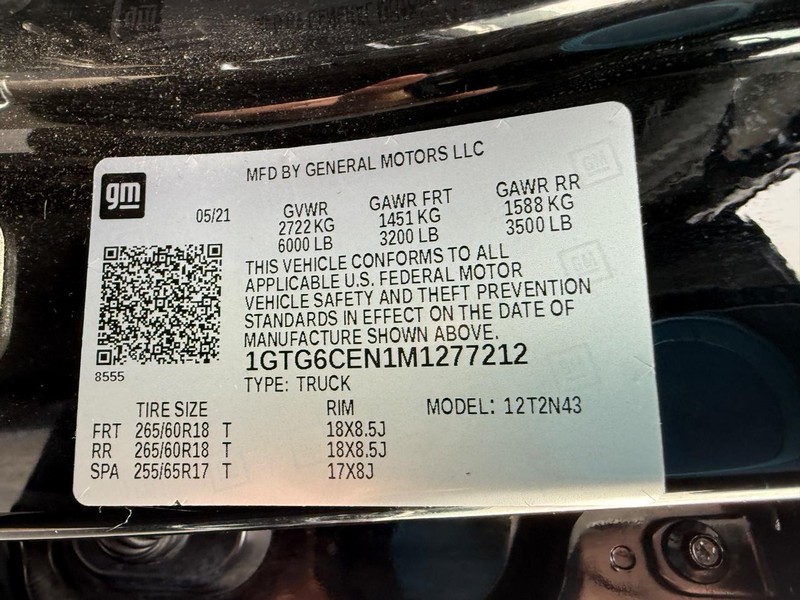 MFD BY GENERAL MOTORS LLC
gm
05/21
GVWR GAWR FRT GAWR RR
2722 KG 1451 KG 1588 KG
6000 LB 3200 LB 3500 LB
THIS VEHICLE CONFORMS TO ALL
APPLICABLE U.S. FEDERAL MOTOR
VEHICLE SAFETY AND THEFT PREVENTION
STANDARDS IN EFFECT ON THE DATE OF
MANUFACTURE SHOWN ABOVE.
1GTG6CEN1M1277212
8555
TYPE: TRUCK
TIRE SIZE RIM MODEL: 12T2N43
FRT 265/60R18 T 18X8.5J
RR 265/60R18 T 18X8.5J
SPA 255/65R17 T 17X8J